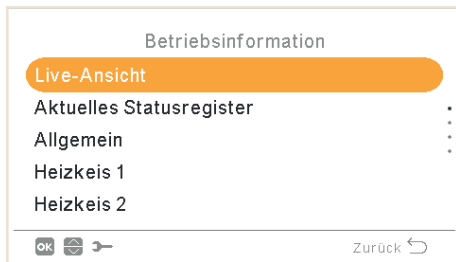 Betriebsinformation
Live-Ansicht
Aktuelles Statusregister
Allgemein
Heizkeis 1
Heizkeis 2
OK Zurück